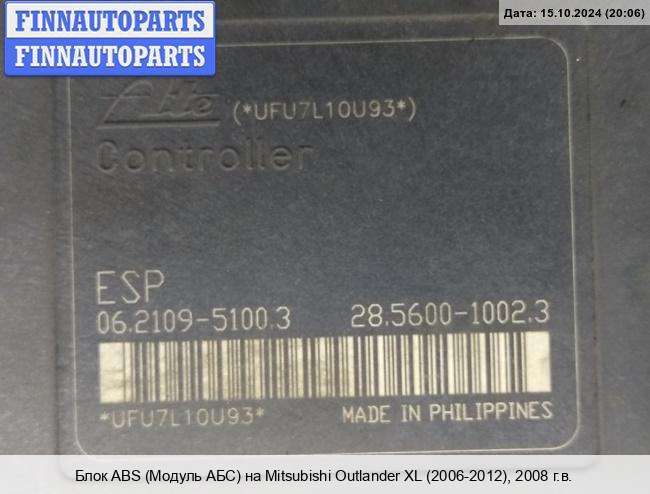 FINNAUTOPARTS
FINNAUTOPARTS
Дата: 15.10.2024 (20:06)
Ate (*UFU7L10U93*)
Controller
ESP
06.2109-5100.3 28.5600-1002.3
*UFU7L10U93* MADE IN PHILIPPINES
Блок ABS (Модуль АБС) на Mitsubishi Outlander XL (2006-2012), 2008 г.в.